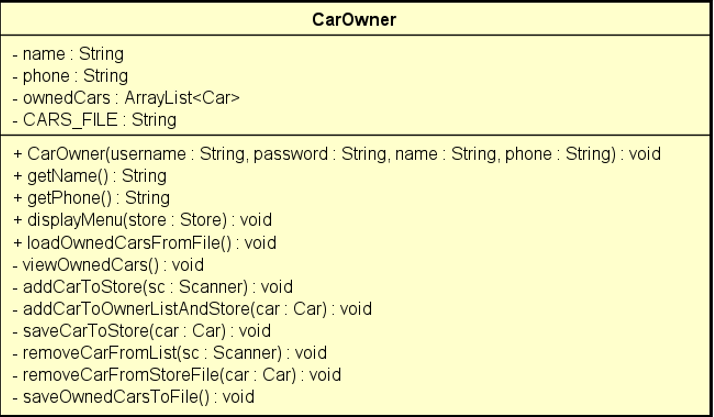 CarOwner
- name : String
- phone : String
- ownedCars : ArrayList<Car>
- CARS_FILE : String
+ CarOwner(username : String, password : String, name : String, phone : String) : void
+ getName() : String
+ getPhone() : String
+ displayMenu(store : Store) : void
+ loadOwnedCarsFromFile() : void
- viewOwnedCars() : void
- addCarToStore(sc : Scanner) : void
- addCarToOwnerListAndStore(car : Car) : void
- saveCarToStore(car : Car) : void
- removeCarFromList(sc : Scanner) : void
- removeCarFromStoreFile(car : Car) : void
- saveOwnedCarsToFile() : void